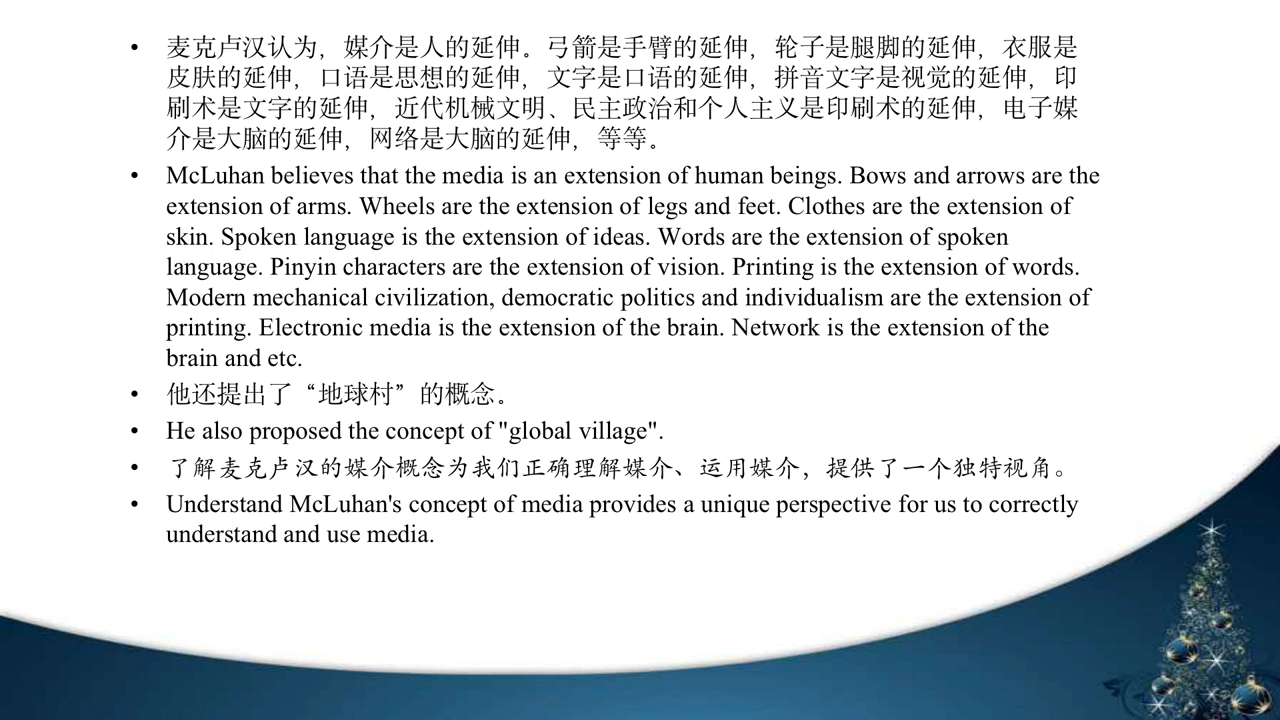 • 麦克卢汉认为，媒介是人的延伸。弓箭是手臂的延伸，轮子是腿脚的延伸，衣服是
皮肤的延伸，口语是思想的延伸，文字是口语的延伸，拼音文字是视觉的延伸，印
刷术是文字的延伸，近代机械文明、民主政治和个人主义是印刷术的延伸，电子媒
介是大脑的延伸，网络是大脑的延伸，等等。
• McLuhan believes that the media is an extension of human beings. Bows and arrows are the
extension of arms. Wheels are the extension of legs and feet. Clothes are the extension of
skin. Spoken language is the extension of ideas. Words are the extension of spoken
language. Pinyin characters are the extension of vision. Printing is the extension of words.
Modern mechanical civilization, democratic politics and individualism are the extension of
printing. Electronic media is the extension of the brain. Network is the extension of the
brain and etc.
• 他还提出了“地球村”的概念。
• He also proposed the concept of "global village".
• 了解麦克卢汉的媒介概念为我们正确理解媒介、运用媒介，提供了一个独特视角。
• Understand McLuhan's concept of media provides a unique perspective for us to correctly
understand and use media.